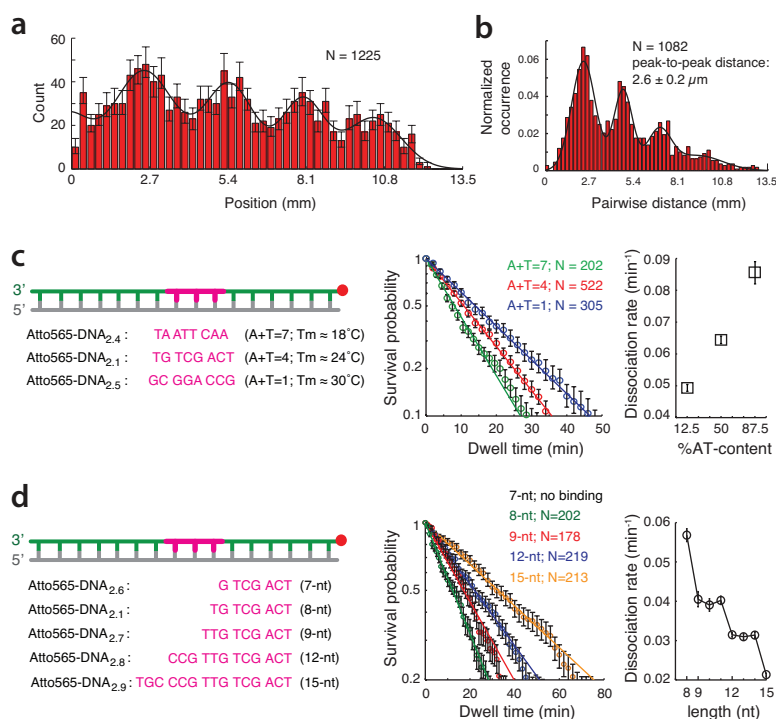 a
N = 1225
Count
60
40
20
0
0 2.7 5.4 8.1 10.8 13.5
Position (mm)
b
N = 1082
peak-to-peak distance:
2.6 ± 0.2 µm
Normalized
occurrence
0.06
0.04
0.02
0
0 2.7 5.4 8.1 10.8 13.5
Pairwise distance (mm)
c
3'
5'
Atto565-DNA2.4 : TA ATT CAA (A+T=7; Tm ≈ 18˚C)
Atto565-DNA2.1 : TG TCG ACT (A+T=4; Tm ≈ 24˚C)
Atto565-DNA2.5 : GC GGA CCG (A+T=1; Tm ≈ 30˚C)
A+T=7; N = 202
A+T=4; N = 522
A+T=1; N = 305
Survival probability
1
0.5
0.1
0 10 20 30 40 50
Dwell time (min)
Dissociation rate (min-1)
0.09
0.08
0.07
0.06
0.05
0.04
12.5 50 87.5
%AT-content
d
3'
5'
Atto565-DNA2.6 : G TCG ACT (7-nt)
Atto565-DNA2.1 : TG TCG ACT (8-nt)
Atto565-DNA2.7 : TTG TCG ACT (9-nt)
Atto565-DNA2.8 : CCG TTG TCG ACT (12-nt)
Atto565-DNA2.9 : TGC CCG TTG TCG ACT (15-nt)
7-nt; no binding
8-nt; N=202
9-nt; N=178
12-nt; N=219
15-nt; N=213
Survival probability
1
0.5
0.2
0 20 40 60 80
Dwell time (min)
Dissociation rate (min-1)
0.06
0.05
0.04
0.03
0.02
8 9 12 15
length (nt)